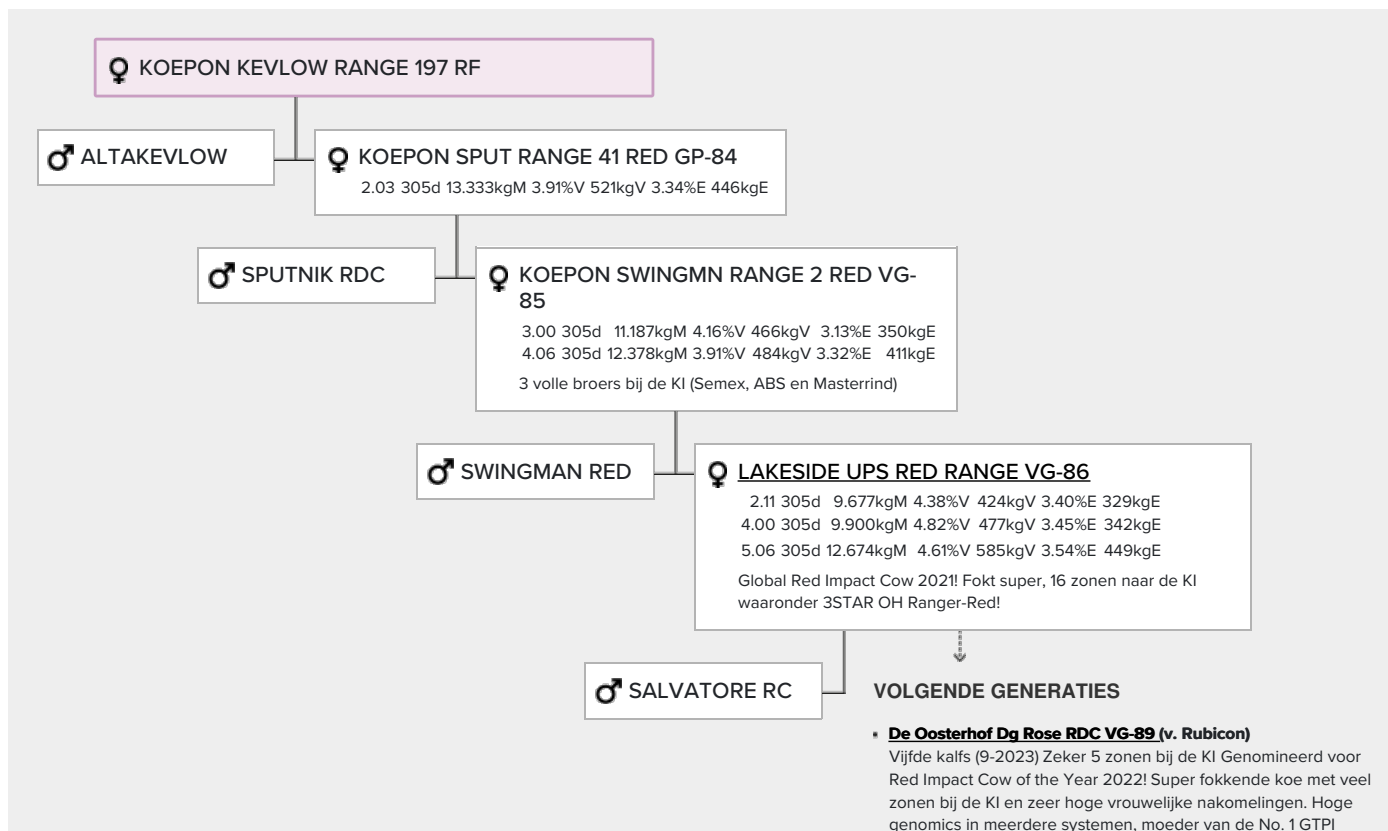 KOEPON KEVLOW RANGE 197 RF
ALTAKEVLOW
KOEPON SPUT RANGE 41 RED GP-84
2.03 305d 13.333kgM 3.91%V 521kgV 3.34%E 446kgE
SPUTNIK RDC
KOEPON SWINGMN RANGE 2 RED VG-
85
3.00 305d 11.187kgM 4.16%V 466kgV 3.13%E 350kgE
4.06 305d 12.378kgM 3.91%V 484kgV 3.32%E 411kgE
3 volle broers bij de KI (Semex, ABS en Masterrind)
SWINGMAN RED
LAKESIDE UPS RED RANGE VG-86
2.11 305d 9.677kgM 4.38%V 424kgV 3.40%E 329kgE
4.00 305d 9.900kgM 4.82%V 477kgV 3.45%E 342kgE
5.06 305d 12.674kgM 4.61%V 585kgV 3.54%E 449kgE
Global Red Impact Cow 2021! Fokt super, 16 zonen naar de KI
waaronder 3STAR OH Ranger-Red!
SALVATORE RC
VOLGENDE GENERATIES
De Oosterhof Dg Rose RDC VG-89 (v. Rubicon)
Vijfde kalfs (9-2023) Zeker 5 zonen bij de KI Genomineerd voor
Red Impact Cow of the Year 2022! Super fokkende koe met veel
zonen bij de KI en zeer hoge vrouwelijke nakomelingen. Hoge
genomics in meerdere systemen, moeder van de No. 1 GTPI